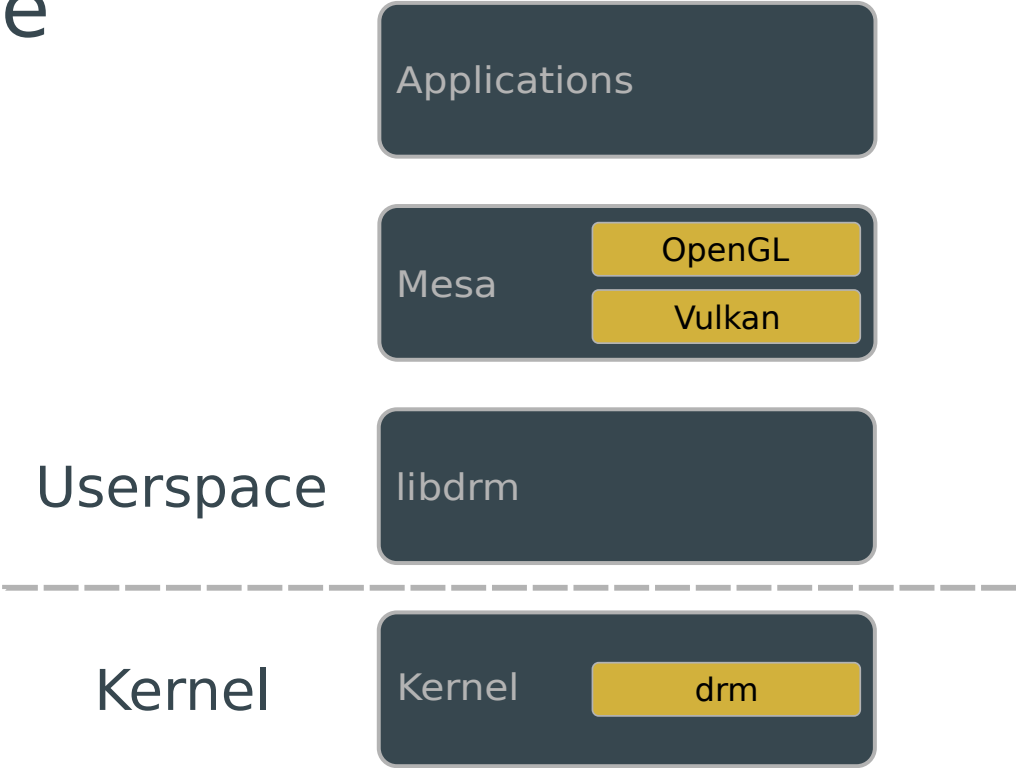 Applications
Mesa
OpenGL
Vulkan
Userspace
libdrm
Kernel
Kernel
drm